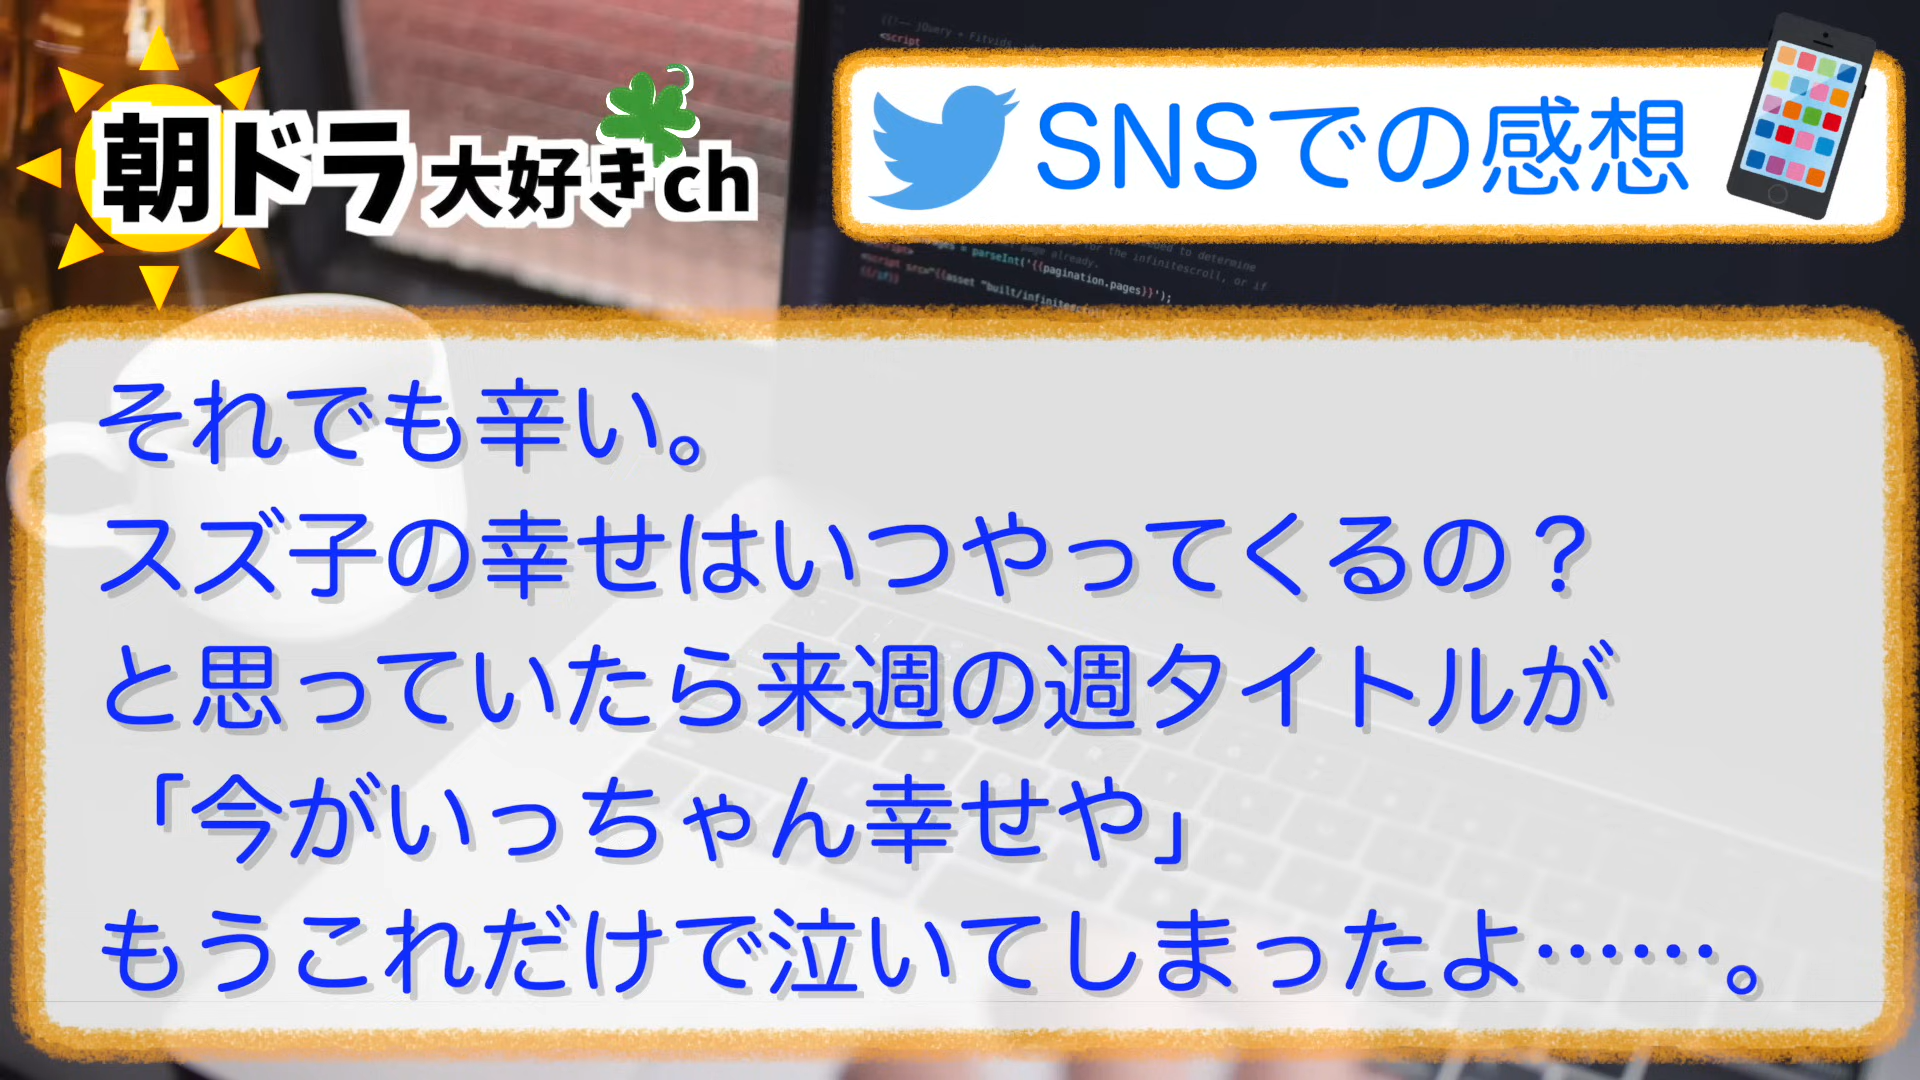 朝ドラ大好きch
SNSでの感想
それでも辛い。
スズ子の幸せはいつやってくるの？
と思っていたら来週の週タイトルが
「今がいっちゃん幸せや」
もうこれだけで泣いてしまったよ……。